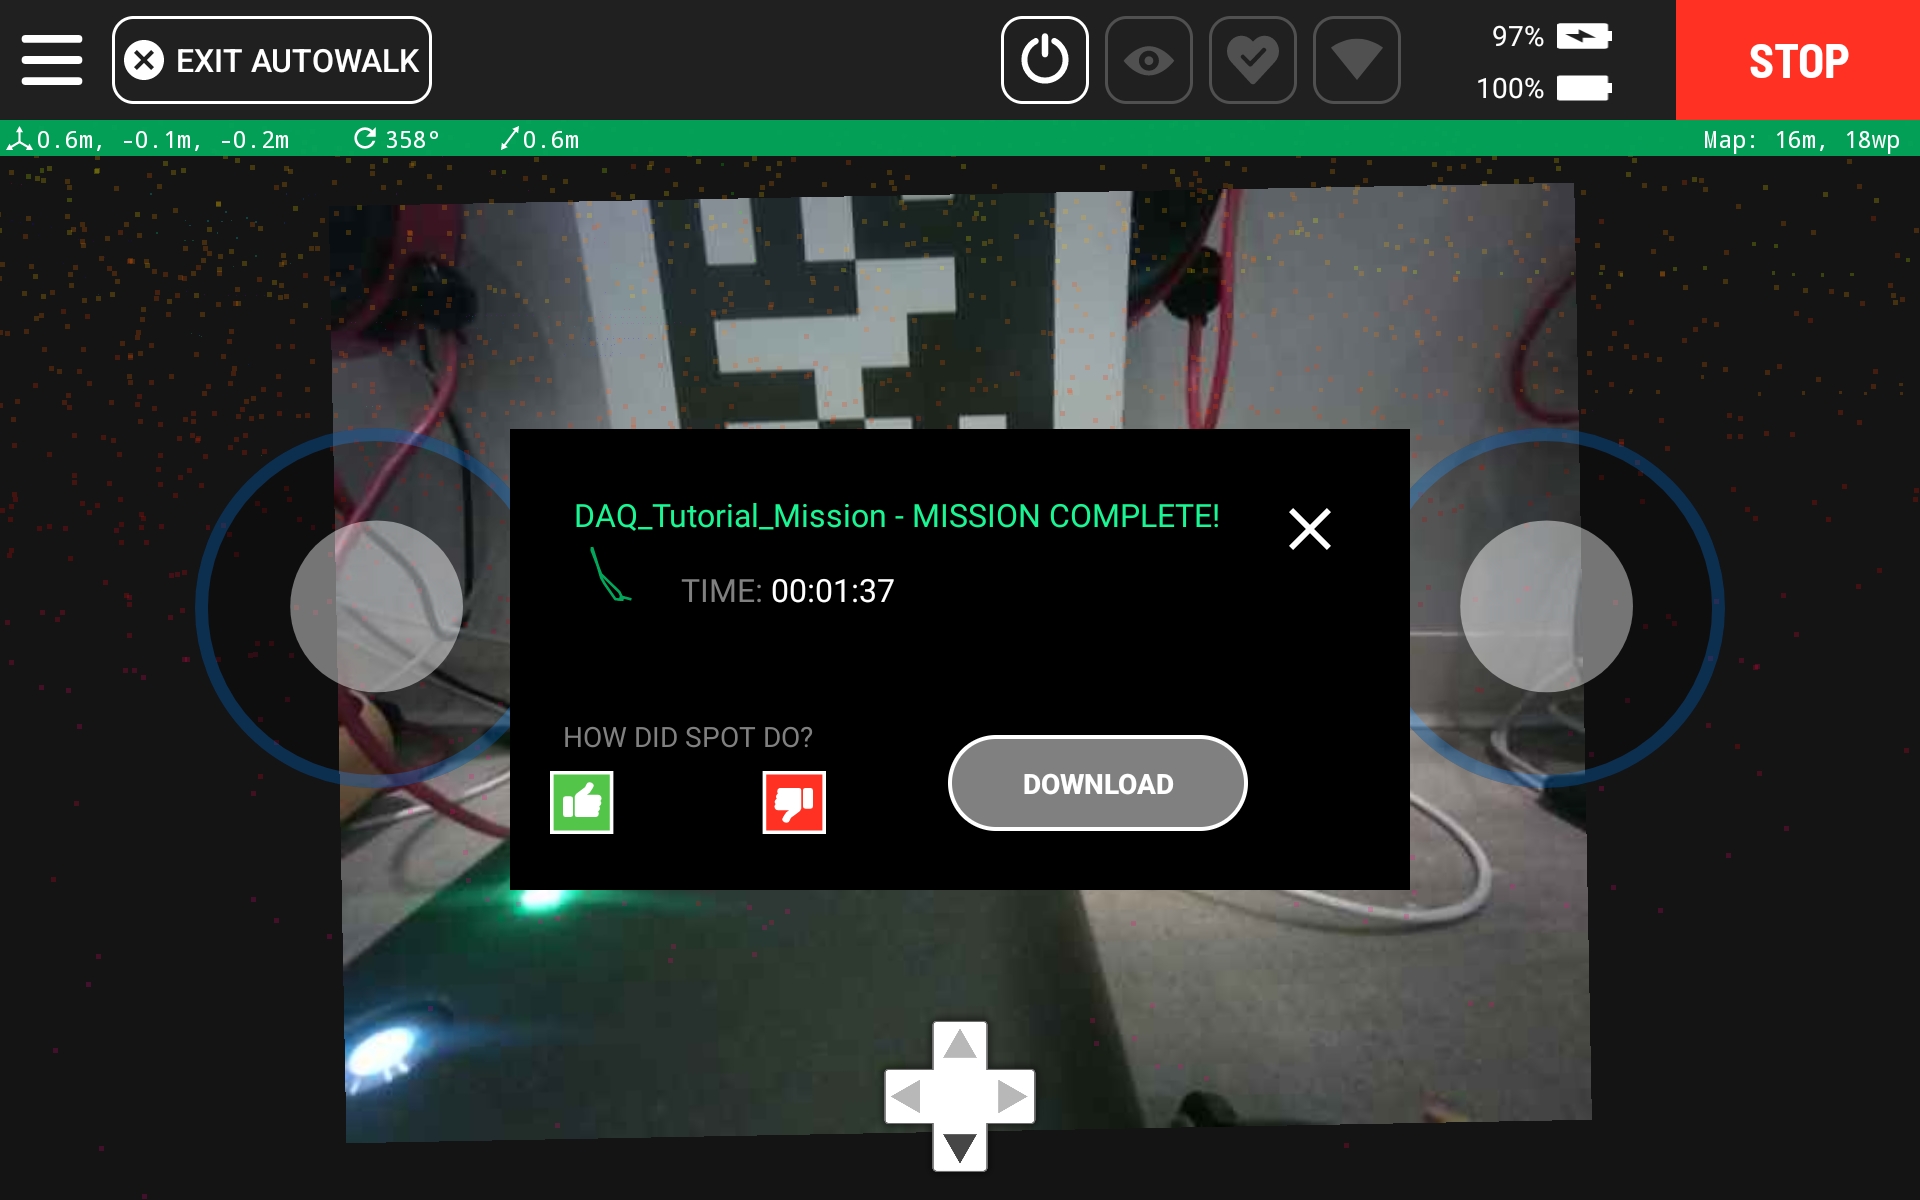 EXIT AUTOWALK
97%
100%
STOP
0.6m, -0.1m, -0.2m
358°
0.6m
Map: 16m, 18wp
DAQ_Tutorial_Mission - MISSION COMPLETE!
TIME: 00:01:37
HOW DID SPOT DO?
DOWNLOAD